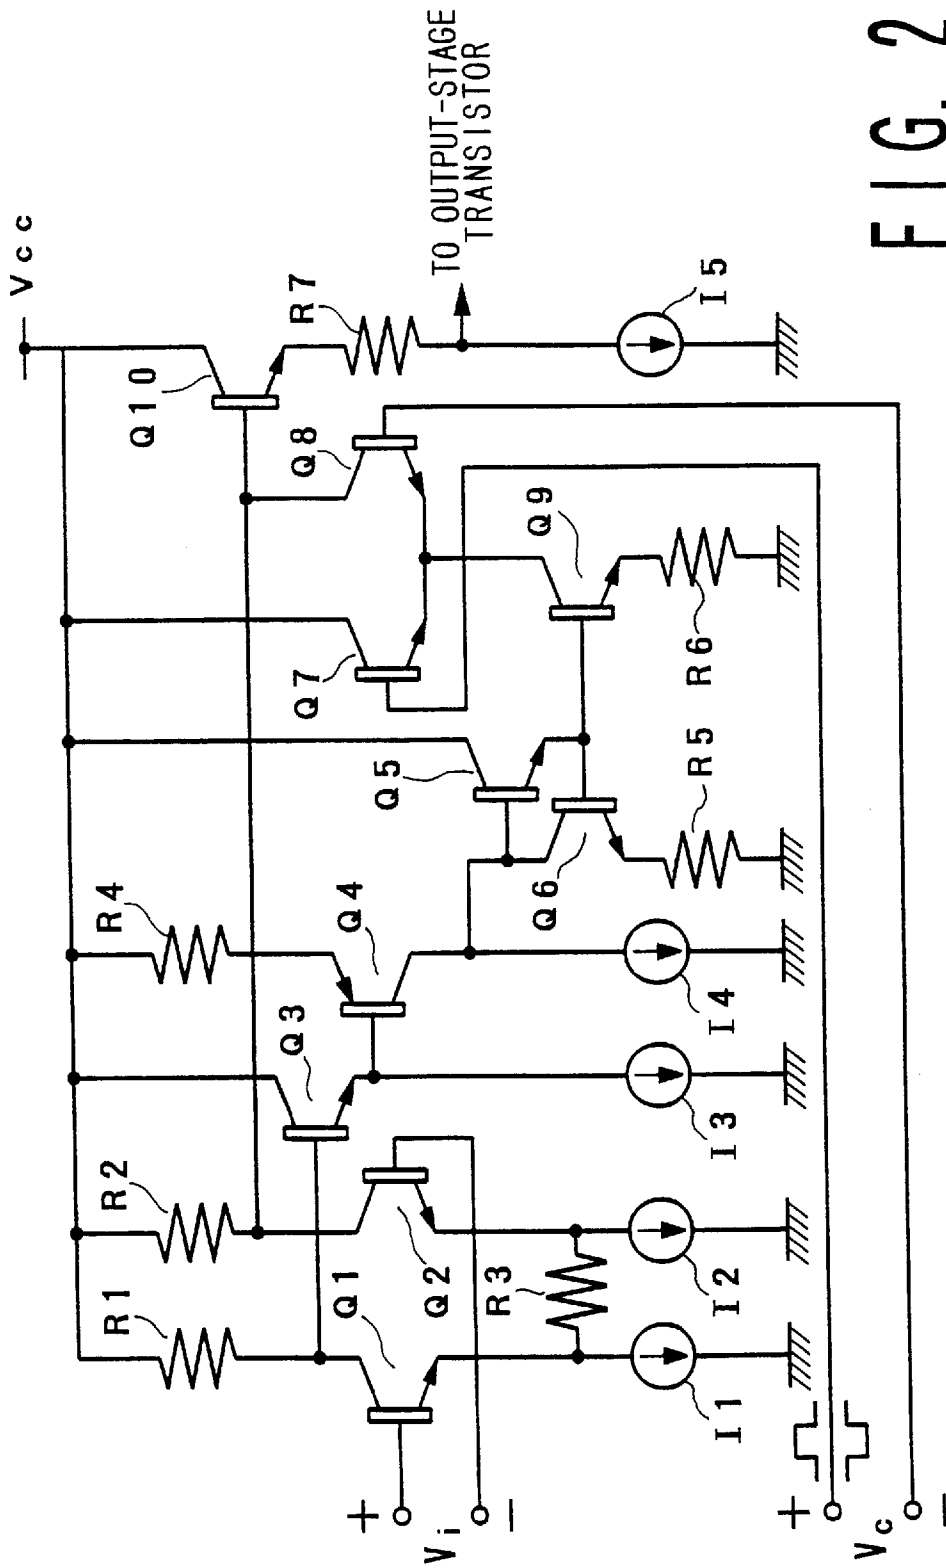 Vcc
R1
R2
R4
Q10
R7
Q3
Q4
Q8
TO OUTPUT-STAGE
TRANSISTOR
Q1
Q7
Q5
Q9
Vi
+
−
Q2
Q6
R3
R5
R6
I1
I2
I3
I4
I5
Vc
+
−
FIG. 2